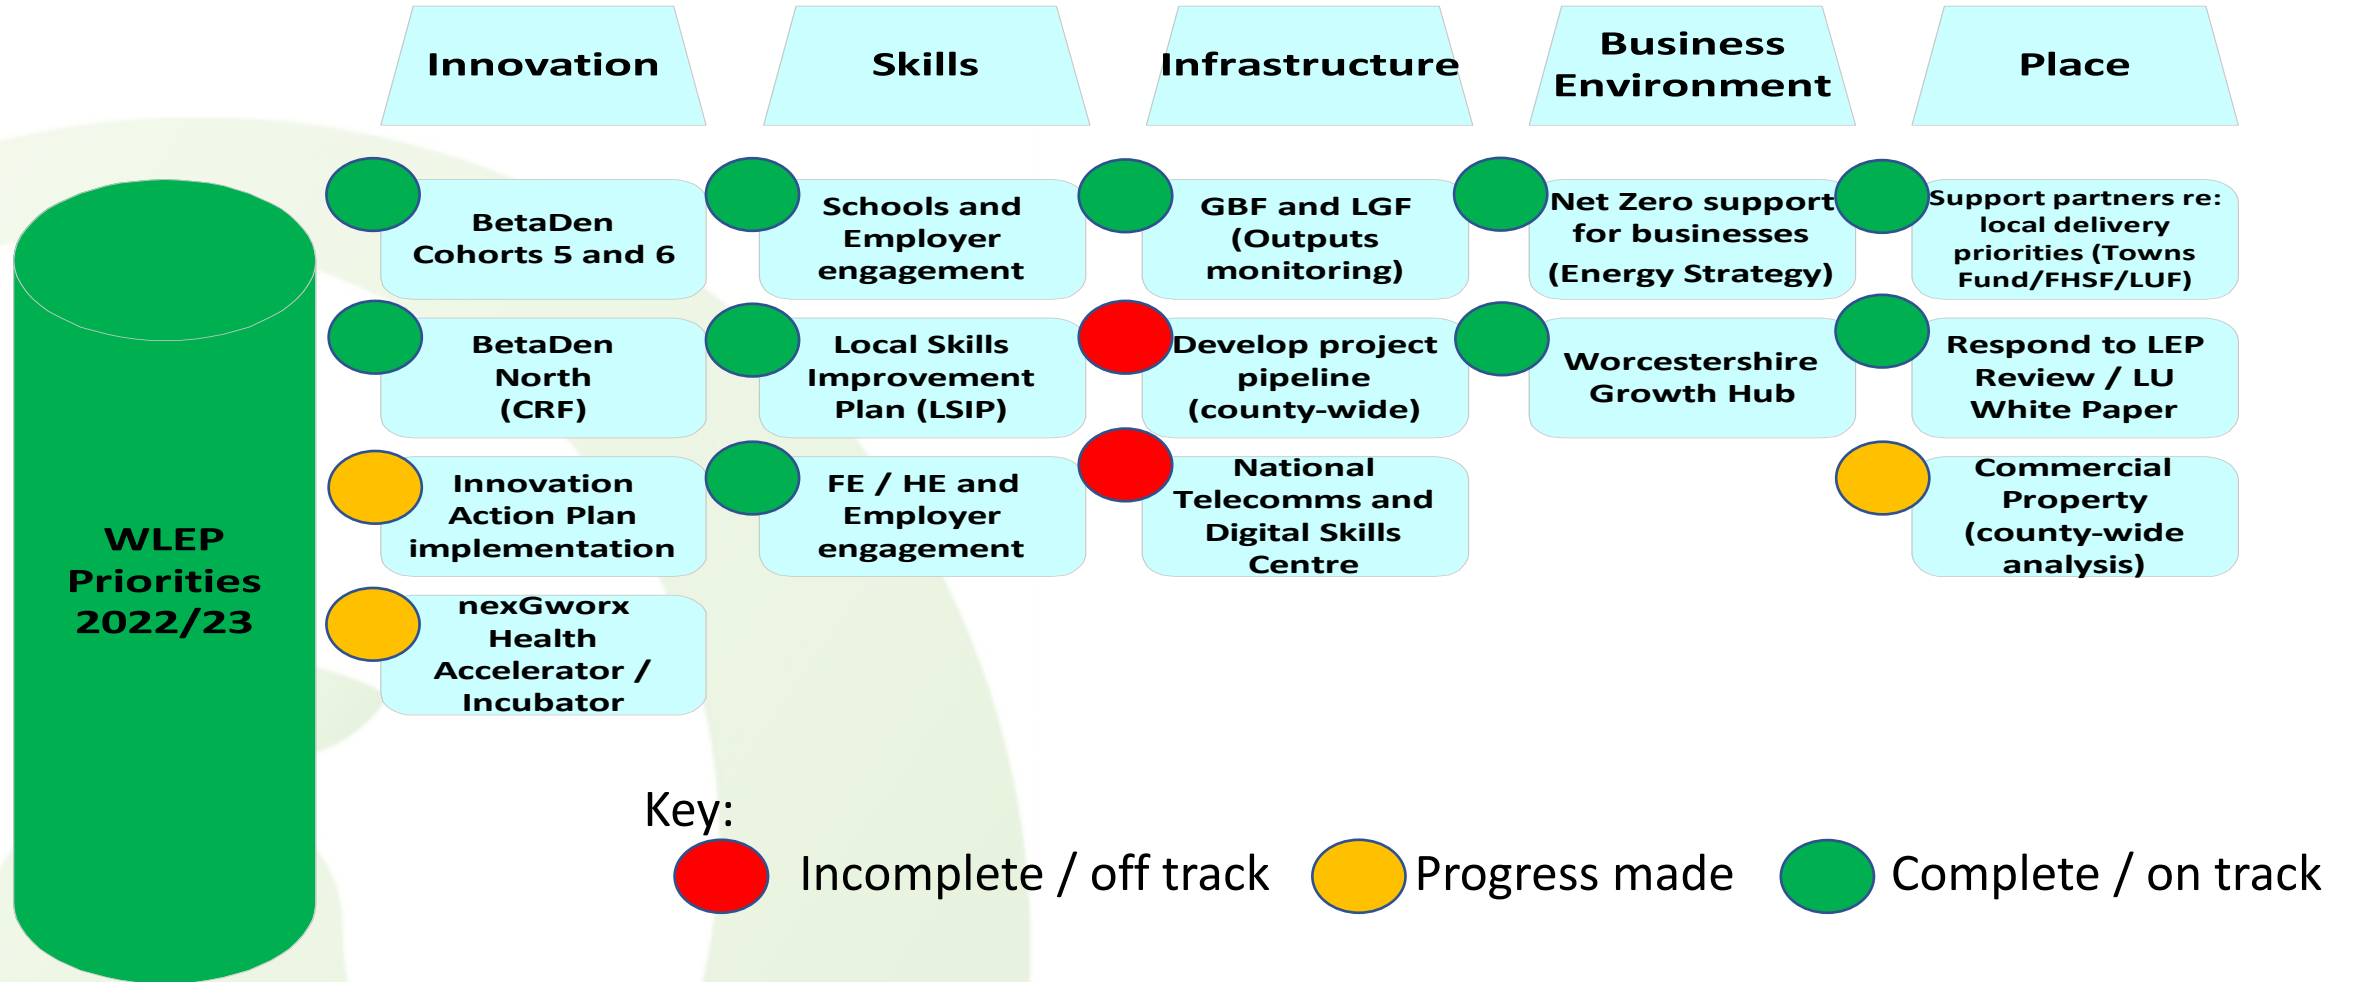 Innovation
Skills
Infrastructure
Business
Environment
Place
WLEP
Priorities
2022/23
BetaDen
Cohorts 5 and 6
BetaDen
North
(CRF)
Innovation
Action Plan
implementation
nexGworx
Health
Accelerator /
Incubator
Schools and
Employer
engagement
Local Skills
Improvement
Plan (LSIP)
FE / HE and
Employer
engagement
GBF and LGF
(Outputs
monitoring)
Develop project
pipeline
(county-wide)
National
Telecomms and
Digital Skills
Centre
Net Zero support
for businesses
(Energy Strategy)
Worcestershire
Growth Hub
Support partners re:
local delivery
priorities (Towns
Fund/FHSF/LUF)
Respond to LEP
Review / LU
White Paper
Commercial
Property
(county-wide
analysis)
Key:
Incomplete / off track
Progress made
Complete / on track